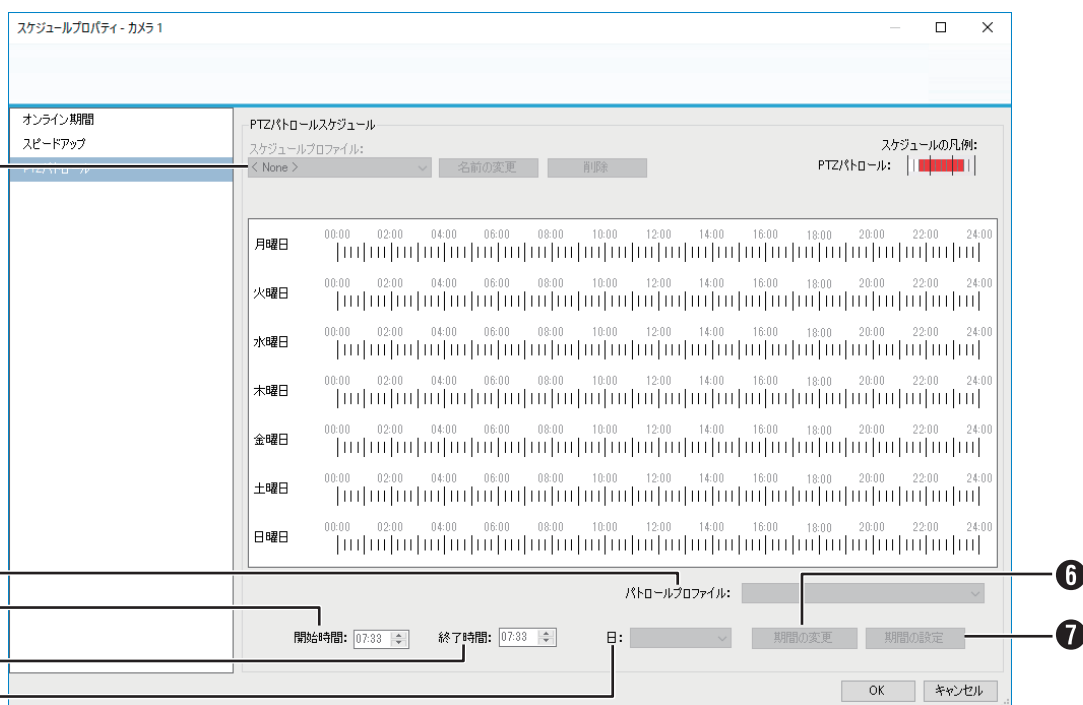 スケジュールプロパティ - カメラ 1
オンライン期間
スピードアップ
PTZパトロール
PTZパトロールスケジュール
スケジュールプロファイル:
< None >
名前の変更
削除
スケジュールの凡例:
PTZパトロール:
月曜日 00:00 02:00 04:00 06:00 08:00 10:00 12:00 14:00 16:00 18:00 20:00 22:00 24:00
火曜日 00:00 02:00 04:00 06:00 08:00 10:00 12:00 14:00 16:00 18:00 20:00 22:00 24:00
水曜日 00:00 02:00 04:00 06:00 08:00 10:00 12:00 14:00 16:00 18:00 20:00 22:00 24:00
木曜日 00:00 02:00 04:00 06:00 08:00 10:00 12:00 14:00 16:00 18:00 20:00 22:00 24:00
金曜日 00:00 02:00 04:00 06:00 08:00 10:00 12:00 14:00 16:00 18:00 20:00 22:00 24:00
土曜日 00:00 02:00 04:00 06:00 08:00 10:00 12:00 14:00 16:00 18:00 20:00 22:00 24:00
日曜日 00:00 02:00 04:00 06:00 08:00 10:00 12:00 14:00 16:00 18:00 20:00 22:00 24:00
パトロールプロファイル:
❻
開始時間: 07:33 終了時間: 07:33 日: 期間の変更 期間の設定
❼
OK キャンセル